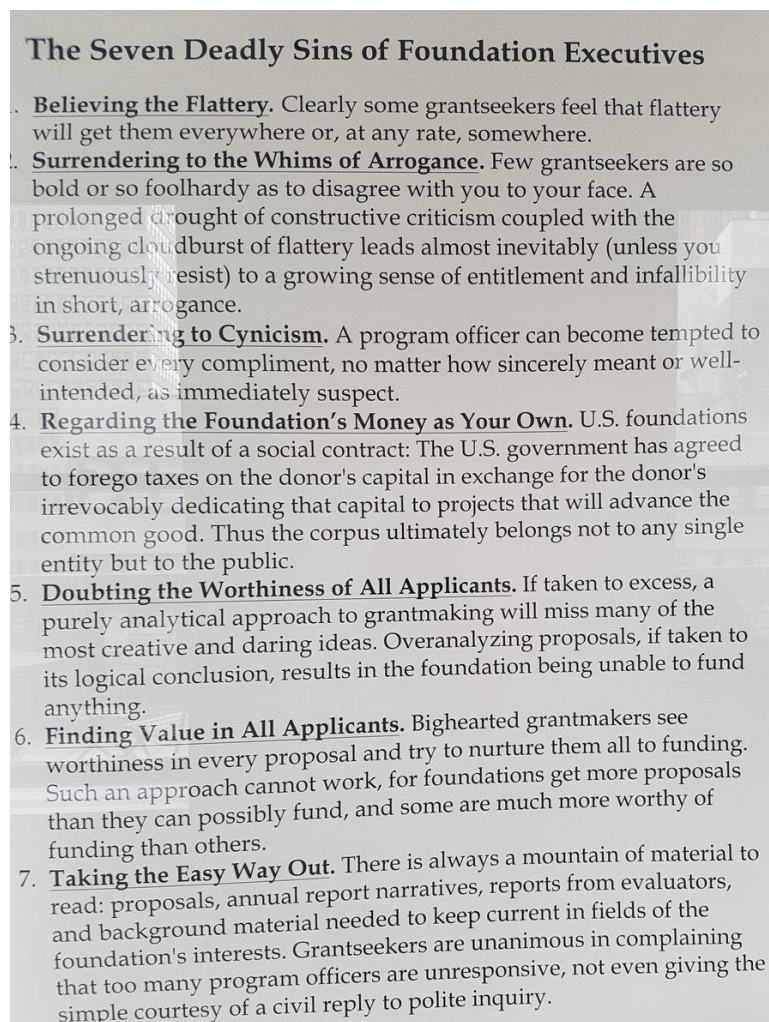 The Seven Deadly Sins of Foundation Executives
. Believing the Flattery. Clearly some grantseekers feel that flattery
will get them everywhere or, at any rate, somewhere.
2. Surrendering to the Whims of Arrogance. Few grantseekers are so
bold or so foolhardy as to disagree with you to your face. A
prolonged drought of constructive criticism coupled with the
ongoing cloudburst of flattery leads almost inevitably (unless you
strenuously resist) to a growing sense of entitlement and infallibility
in short, arrogance.
3. Surrendering to Cynicism. A program officer can become tempted to
consider every compliment, no matter how sincerely meant or well-
intended, as immediately suspect.
4. Regarding the Foundation's Money as Your Own. U.S. foundations
exist as a result of a social contract: The U.S. government has agreed
to forego taxes on the donor's capital in exchange for the donor's
irrevocably dedicating that capital to projects that will advance the
common good. Thus the corpus ultimately belongs not to any single
entity but to the public.
5. Doubting the Worthiness of All Applicants. If taken to excess, a
purely analytical approach to grantmaking will miss many of the
most creative and daring ideas. Overanalyzing proposals, if taken to
its logical conclusion, results in the foundation being unable to fund
anything.
6. Finding Value in All Applicants. Bighearted grantmakers see
worthiness in every proposal and try to nurture them all to funding.
Such an approach cannot work, for foundations get more proposals
than they can possibly fund, and some are much more worthy of
funding than others.
7. Taking the Easy Way Out. There is always a mountain of material to
read: proposals, annual report narratives, reports from evaluators,
and background material needed to keep current in fields of the
foundation's interests. Grantseekers are unanimous in complaining
that too many program officers are unresponsive, not even giving the
simple courtesy of a civil reply to polite inquiry.